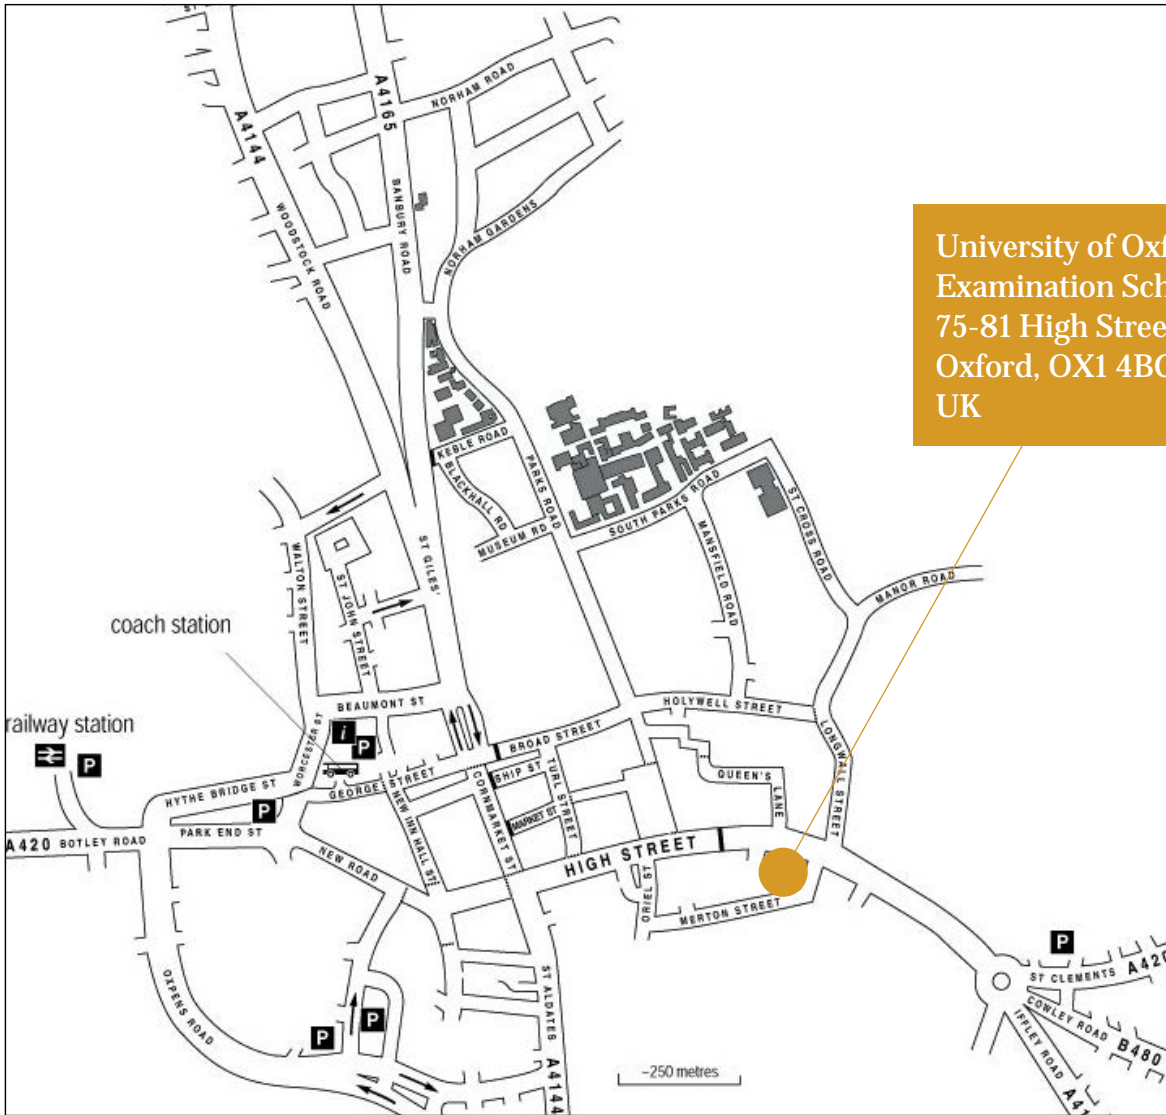 A4144
A4165
NORHAM ROAD
WOODSTOCK ROAD
BANBURY ROAD
NORHAM GARDENS
University of Oxf
Examination Sch
75-81 High Stree
Oxford, OX1 4BG
UK
KEBLE ROAD
BLACKHALL RD
MUSEUM RD
PARKS ROAD
SOUTH PARKS ROAD
MANSFIELD ROAD
ST CROSS ROAD
MANOR ROAD
WALTON STREET
ST JOHN STREET
ST GILES'
coach station
BEAUMONT ST
railway station
P
WORCESTER ST
i
P
GEORGE STREET
BROAD STREET
HOLYWELL STREET
LONGWALL STREET
SHIP ST
TURL STREET
MARKET ST
CORNMARKET ST
NEW INN HALL ST
QUEEN'S
LANE
HYTHE BRIDGE ST
P
PARK END ST
A420 BOTLEY ROAD
NEW ROAD
HIGH STREET
ORIEL ST
MERTON STREET
OXPENS ROAD
P
P
ST ALDATES
A4144
~250 metres
P
ST CLEMENTS A420
COWLEY ROAD
B480
IFFLEY ROAD